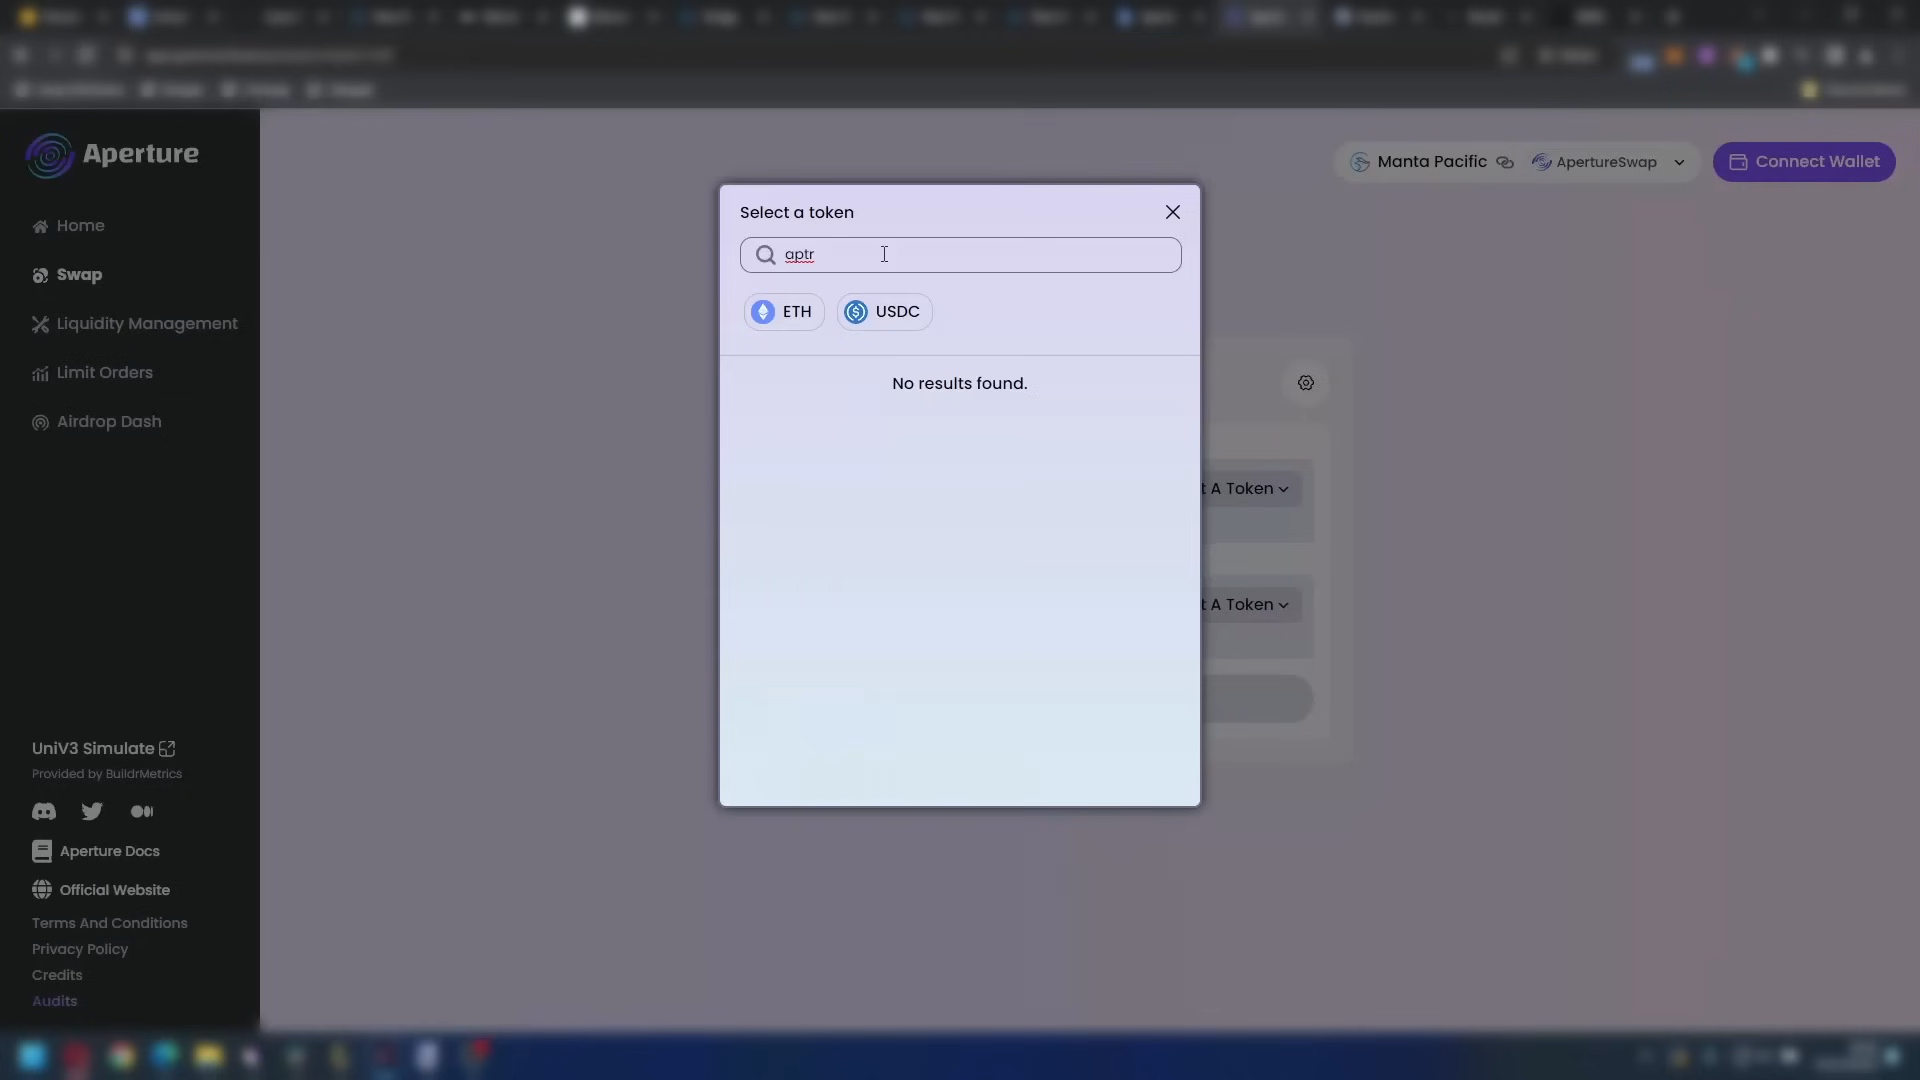 Aperture
Manta Pacific
ApertureSwap
Connect Wallet
Home
Swap
Liquidity Management
Limit Orders
Airdrop Dash
Select a token
aptr
ETH
USDC
No results found.
t A Token
t A Token
UniV3 Simulate
Provided by BuildrMetrics
Aperture Docs
Official Website
Terms And Conditions
Privacy Policy
Credits
Audits